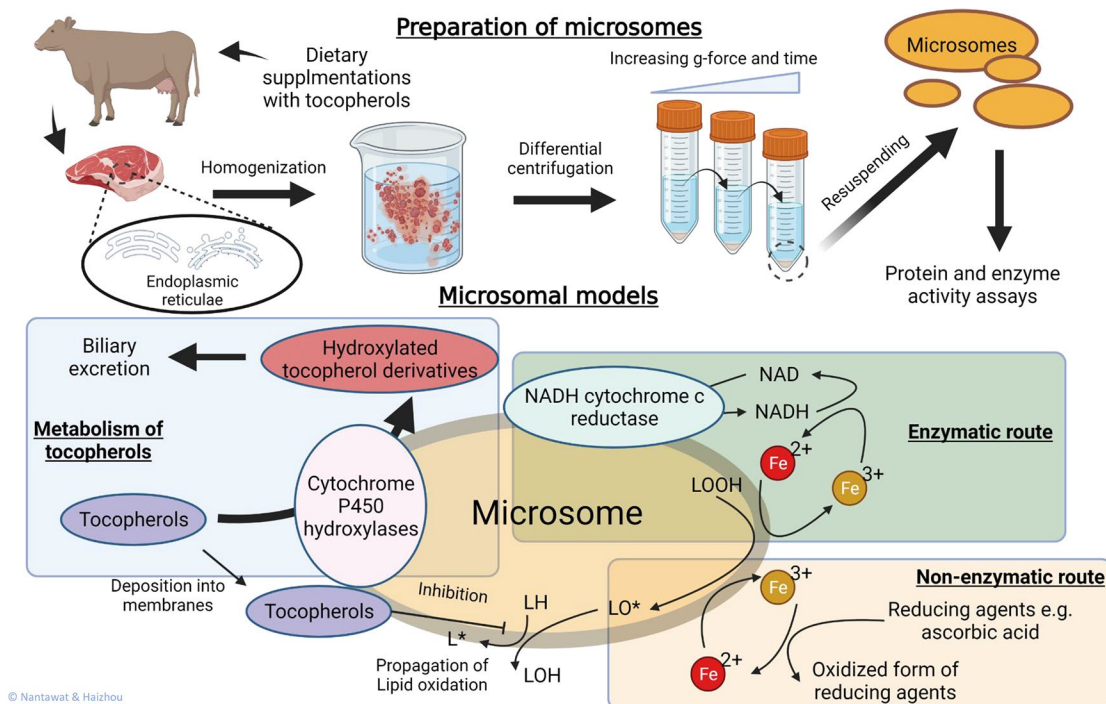 Preparation of microsomes
Dietary
supplmentations
with tocopherols
Increasing g-force and time
Microsomes
Homogenization
Differential
centrifugation
Resuspending
Endoplasmic
reticulae
Protein and enzyme
activity assays
Microsomal models
Biliary
excretion
Hydroxylated
tocopherol derivatives
Metabolism of
tocopherols
Cytochrome
P450
hydroxylases
Tocopherols
Deposition into
membranes
Tocopherols
Inhibition
Microsome
NADH cytochrome c
reductase
NAD
NADH
Enzymatic route
Fe 2+
Fe 3+
LOOH
LO*
LH
L*
LOH
Propagation of
Lipid oxidation
Non-enzymatic route
Fe 3+
Fe 2+
Reducing agents e.g.
ascorbic acid
Oxidized form of
reducing agents
© Nantawat & Haizhou